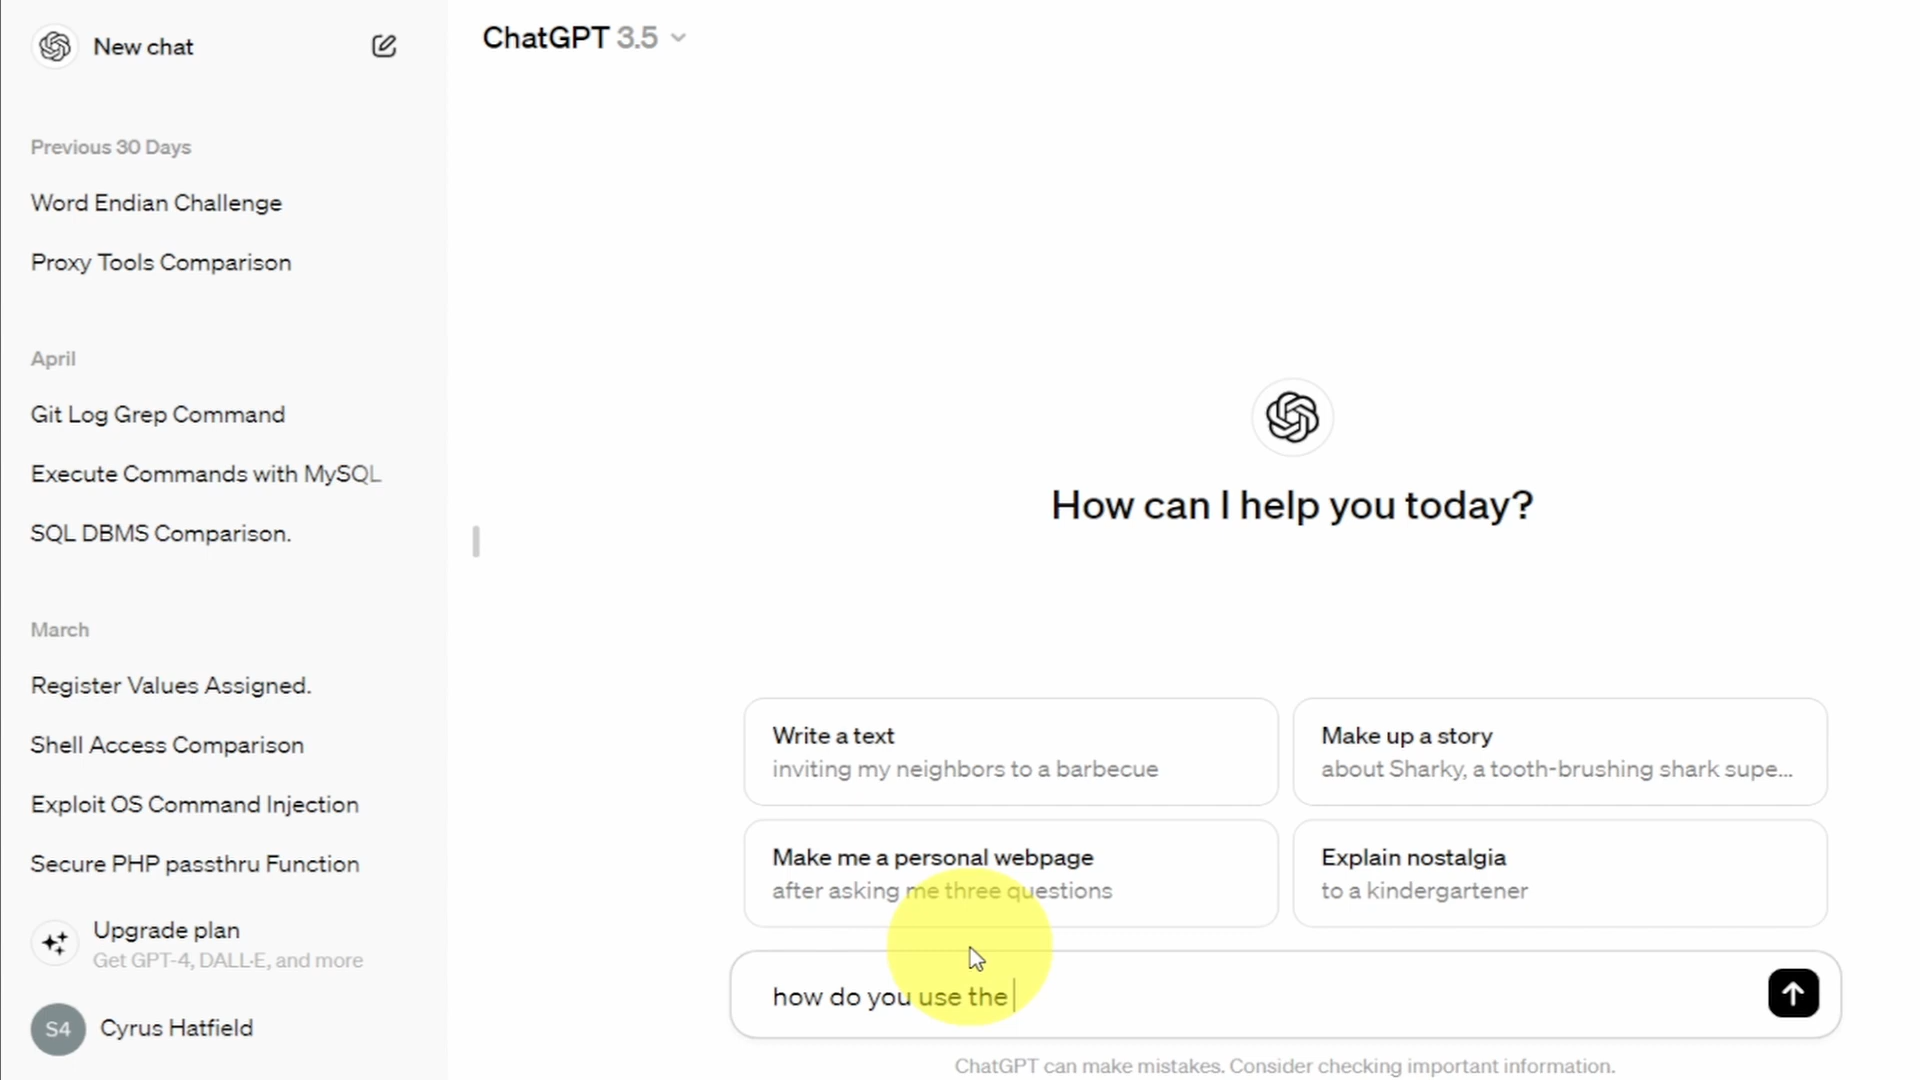 New chat
ChatGPT 3.5
Previous 30 Days
Word Endian Challenge
Proxy Tools Comparison
April
Git Log Grep Command
Execute Commands with MySQL
SQL DBMS Comparison.
March
Register Values Assigned.
Shell Access Comparison
Exploit OS Command Injection
Secure PHP passthru Function
Upgrade plan
Get GPT-4, DALL·E, and more
S4
Cyrus Hatfield
How can I help you today?
Write a text
inviting my neighbors to a barbecue
Make up a story
about Sharky, a tooth-brushing shark supe...
Make me a personal webpage
after asking me three questions
Explain nostalgia
to a kindergartener
how do you use the
ChatGPT can make mistakes. Consider checking important information.